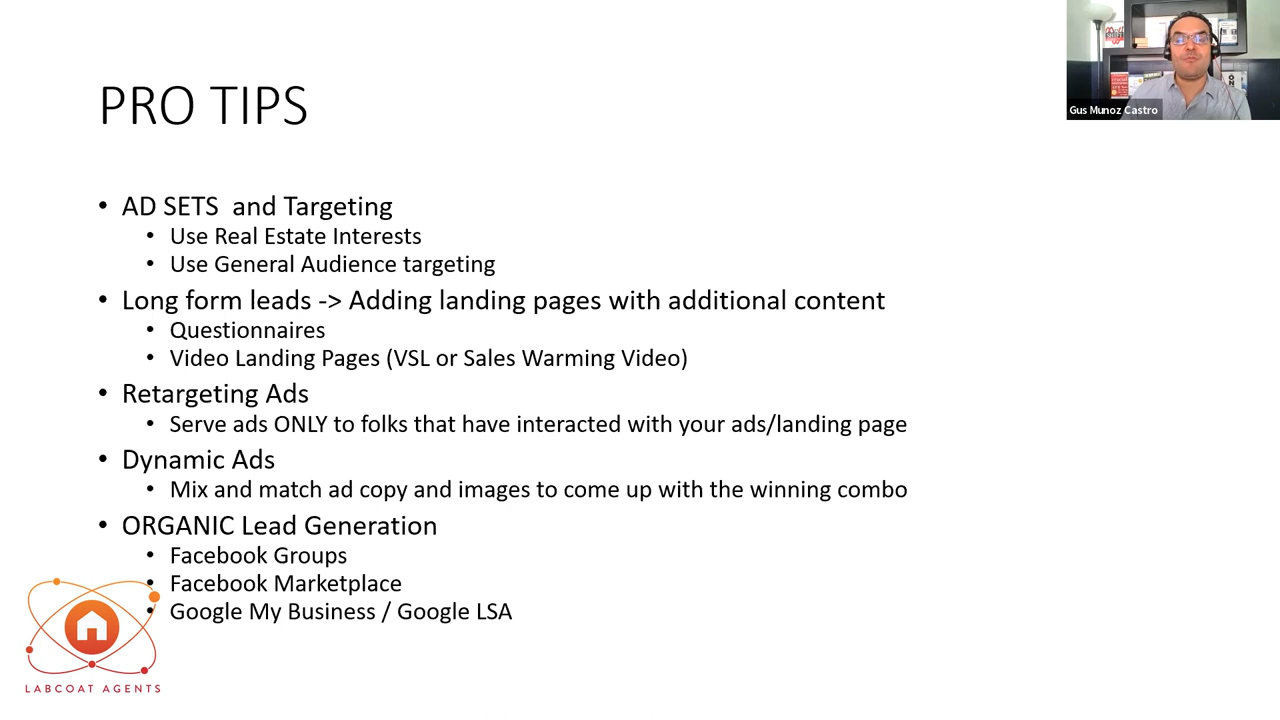 PRO TIPS
Gus Munoz Castro
• AD SETS and Targeting
• Use Real Estate Interests
• Use General Audience targeting
• Long form leads -> Adding landing pages with additional content
• Questionnaires
• Video Landing Pages (VSL or Sales Warming Video)
• Retargeting Ads
• Serve ads ONLY to folks that have interacted with your ads/landing page
• Dynamic Ads
• Mix and match ad copy and images to come up with the winning combo
• ORGANIC Lead Generation
• Facebook Groups
• Facebook Marketplace
• Google My Business / Google LSA
LABCOAT AGENTS